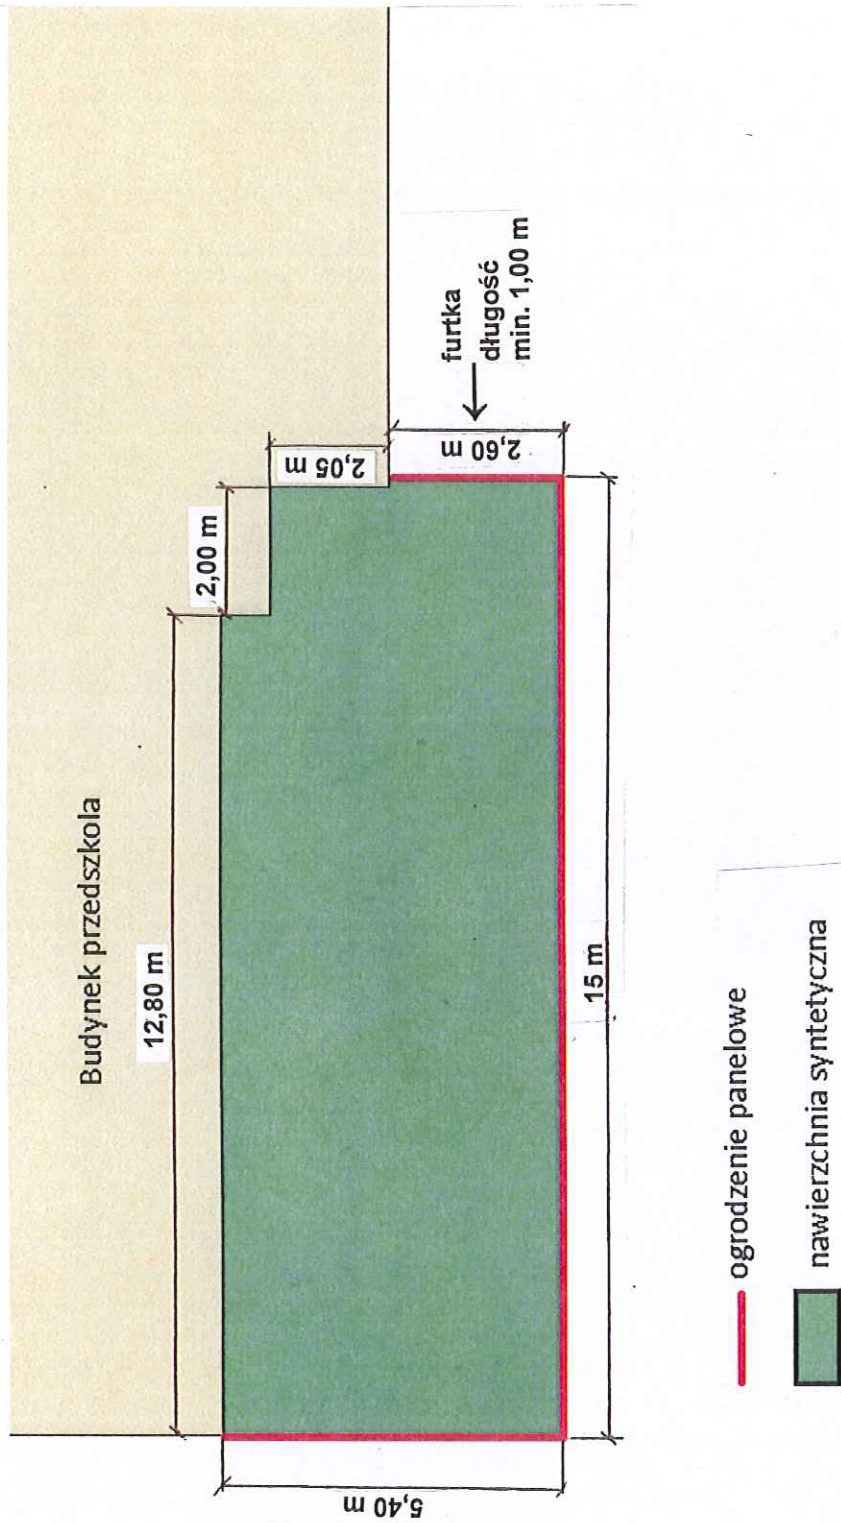 Budynek przedszkola
12,80 m
2,00 m
2,05 m
furtka
długość
min. 1,00 m
2,60 m
15 m
5,40 m
ogrodzenie panelowe
nawierzchnia syntetyczna